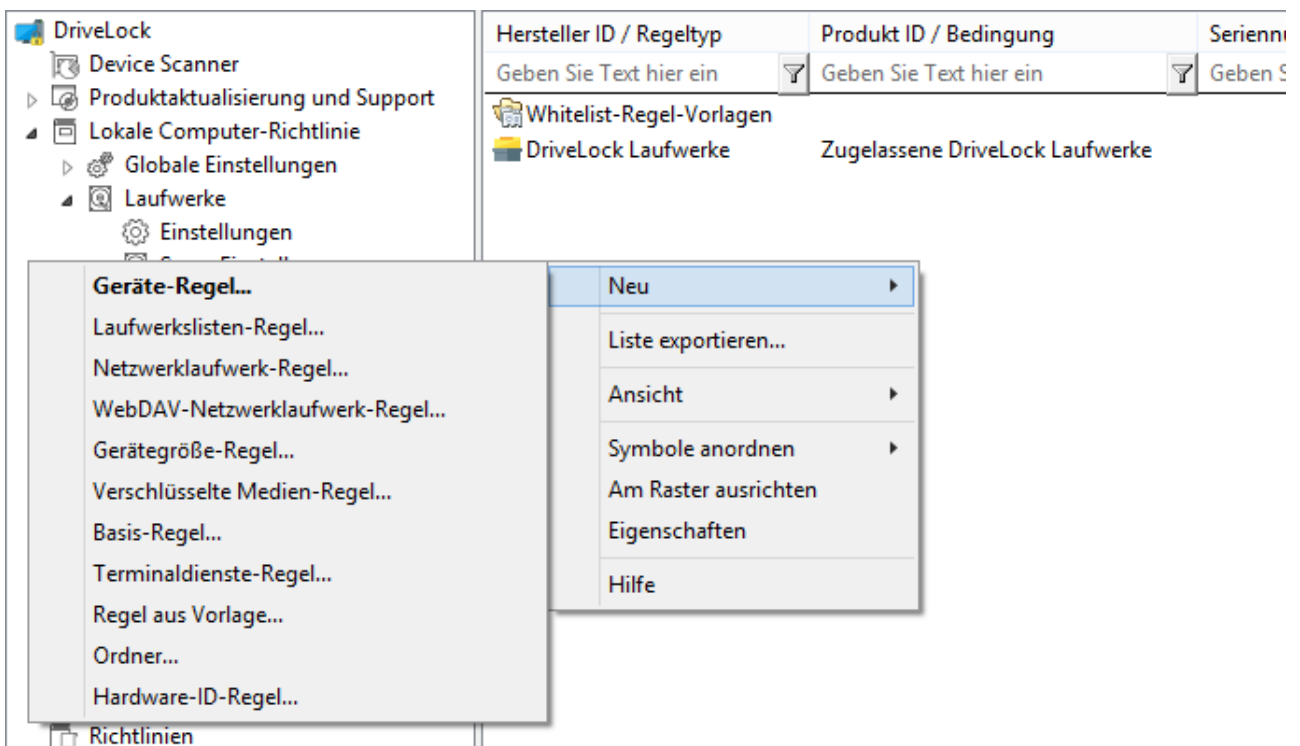 DriveLock
Device Scanner
Produktaktualisierung und Support
Lokale Computer-Richtlinie
Globale Einstellungen
Laufwerke
Einstellungen
Hersteller ID / Regeltyp
Produkt ID / Bedingung
Geben Sie Text hier ein
Geben Sie Text hier ein
Whitelist-Regel-Vorlagen
DriveLock Laufwerke
Zugelassene DriveLock Laufwerke
Geräte-Regel...
Laufwerkslisten-Regel...
Netzwerklaufwerk-Regel...
WebDAV-Netzwerklaufwerk-Regel...
Gerätegröße-Regel...
Verschlüsselte Medien-Regel...
Basis-Regel...
Terminaldienste-Regel...
Regel aus Vorlage...
Ordner...
Hardware-ID-Regel...
Neu
Liste exportieren...
Ansicht
Symbole anordnen
Am Raster ausrichten
Eigenschaften
Hilfe
Richtlinien